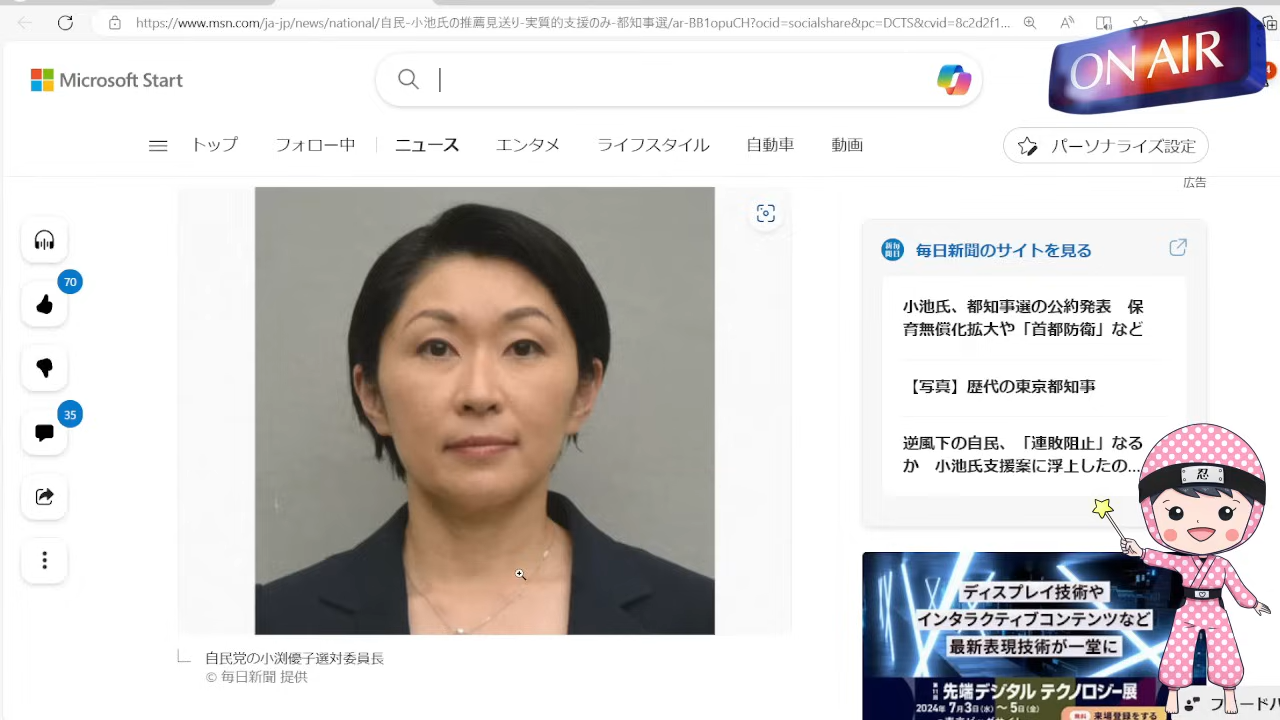 https://www.msn.com/ja-jp/news/national/自民-小池氏の推薦見送り-実質的支援のみ-都知事選/ar-BB1opuCH?ocid=socialshare&pc=DCTS&cvid=8c2d2f1...
ON AIR
Microsoft Start
トップ
フォロー中
ニュース
エンタメ
ライフスタイル
自動車
動画
パーソナライズ設定
広告
70
35
毎日新聞のサイトを見る
小池氏、都知事選の公約発表 保
育無償化拡大や「首都防衛」など
【写真】歴代の東京都知事
逆風下の自民、「連敗阻止」なる
か 小池氏支援案に浮上したの...
忍
ディスプレイ技術や
インタラクティブコンテンツなど
最新表現技術が一堂に
先端デジタル テクノロジー展
2024年7月3日(水)～5日(金)
無料 来場登録をする
自民党の小渕優子選対委員長
© 毎日新聞 提供